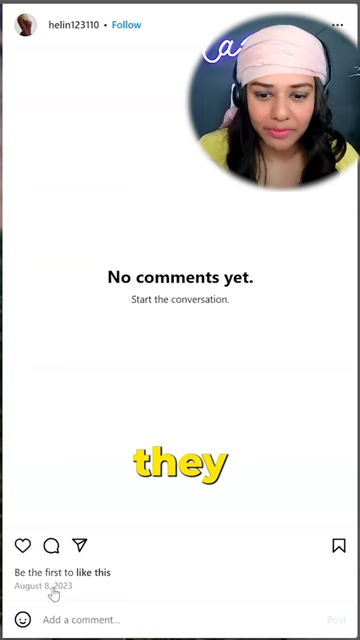 helin123110 • Follow
No comments yet.
Start the conversation.
they
Be the first to like this
August 8, 2023
Add a comment...
Post